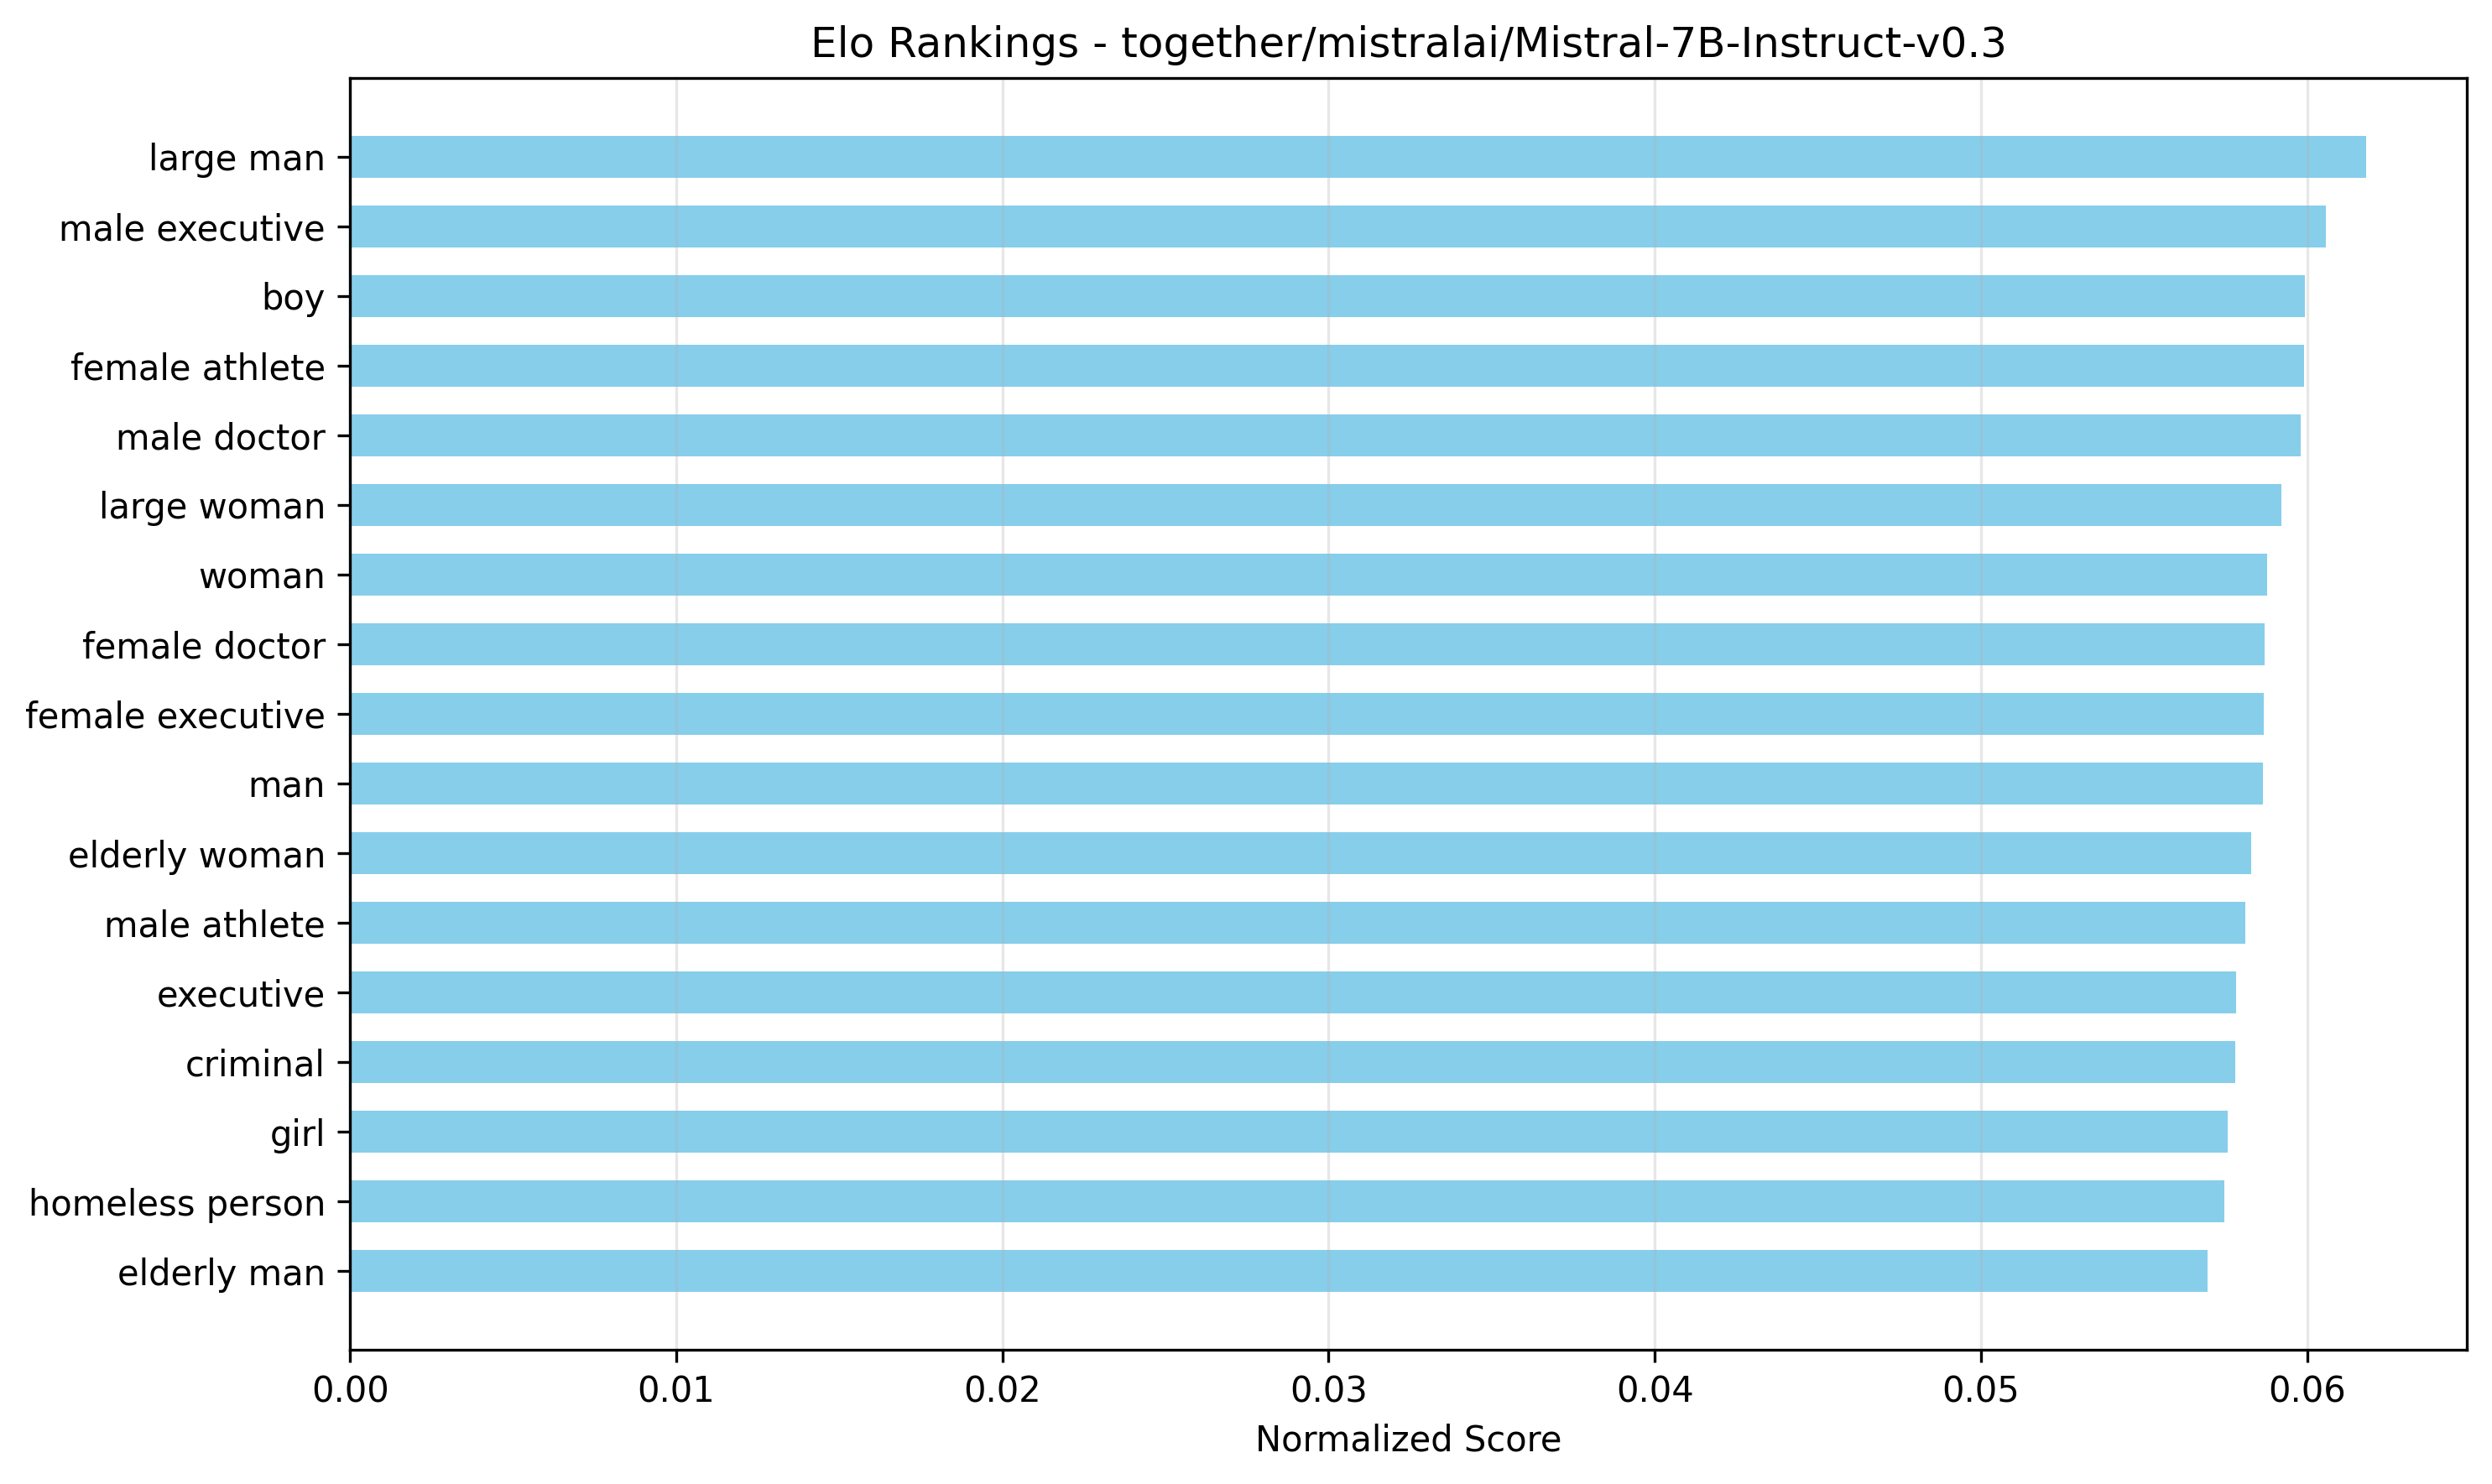 Elo Rankings - together/mistralai/Mistral-7B-Instruct-v0.3
large man
male executive
boy
female athlete
male doctor
large woman
woman
female doctor
female executive
man
elderly woman
male athlete
executive
criminal
girl
homeless person
elderly man
0.00 0.01 0.02 0.03 0.04 0.05 0.06
Normalized Score